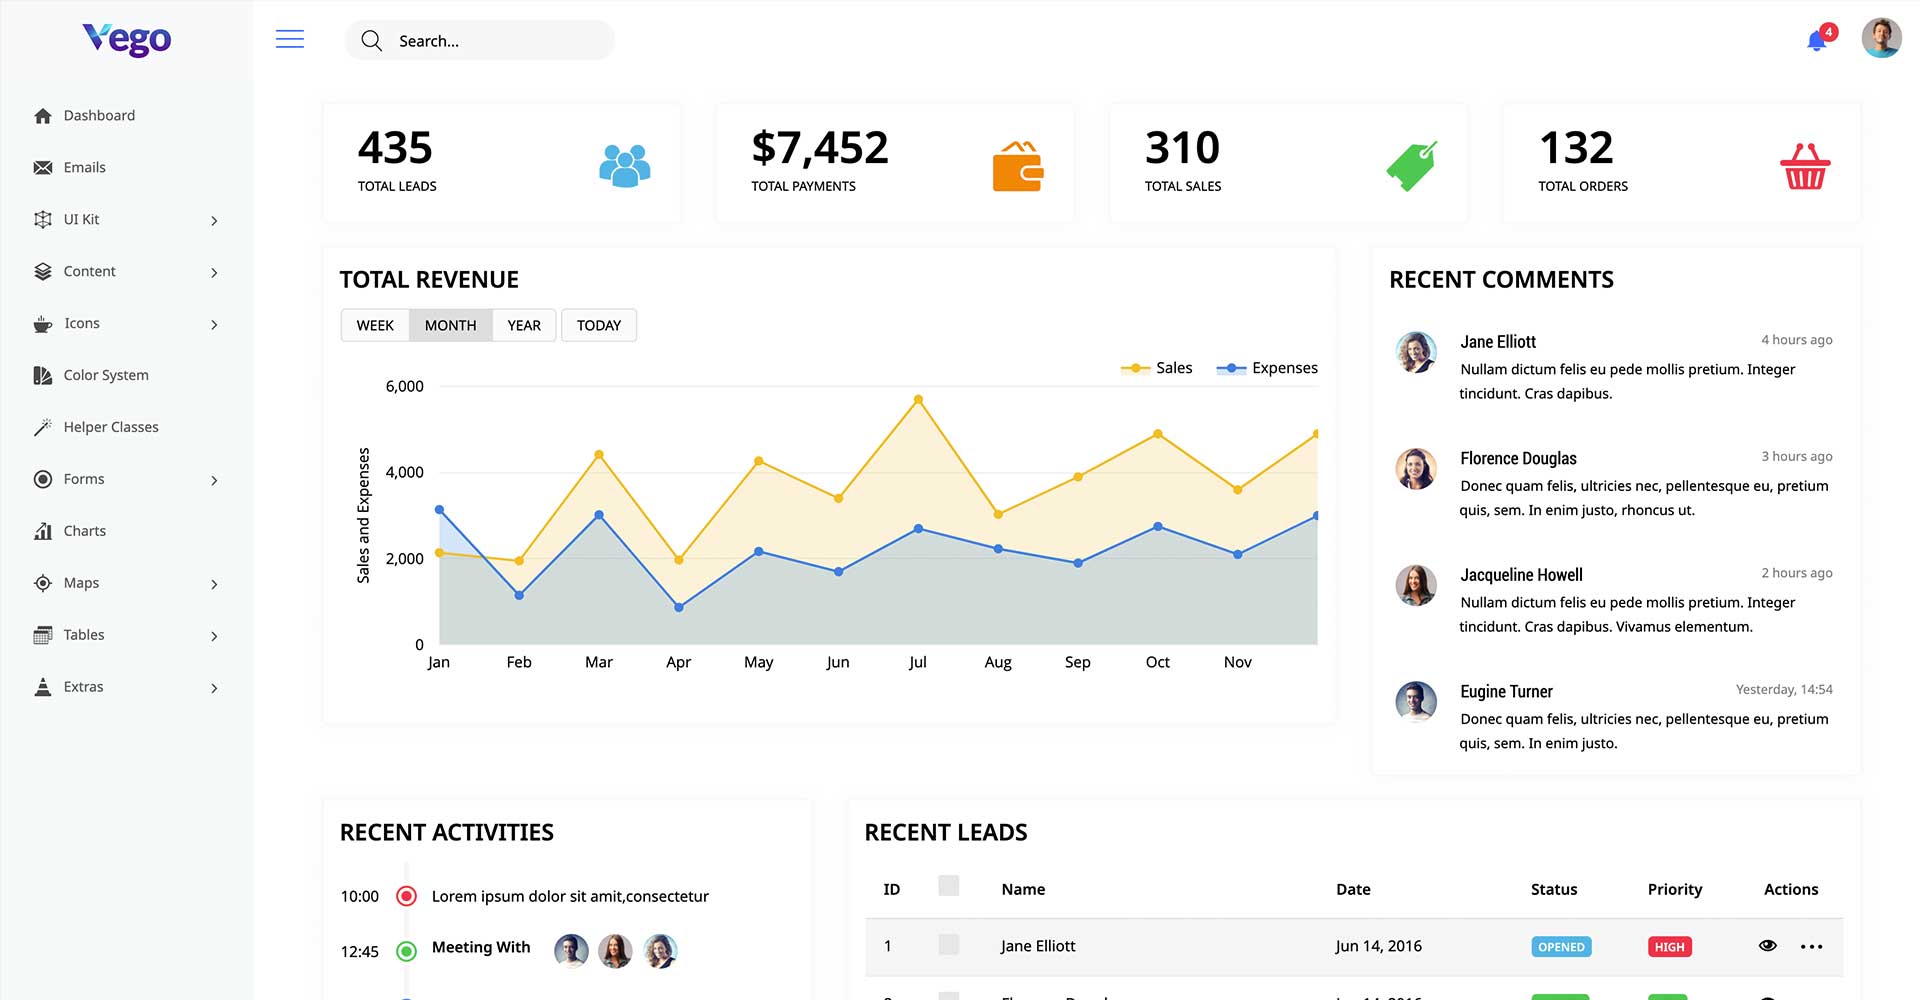 Vego
Search...
4
Dashboard
Emails
UI Kit
Content
Icons
Color System
Helper Classes
Forms
Charts
Maps
Tables
Extras
435
TOTAL LEADS
$7,452
TOTAL PAYMENTS
310
TOTAL SALES
132
TOTAL ORDERS
TOTAL REVENUE
WEEK MONTH YEAR TODAY
Sales Expenses
Sales and Expenses
6,000
4,000
2,000
0
Jan Feb Mar Apr May Jun Jul Aug Sep Oct Nov
RECENT COMMENTS
Jane Elliott 4 hours ago
Nullam dictum felis eu pede mollis pretium. Integer
tincidunt. Cras dapibus.
Florence Douglas 3 hours ago
Donec quam felis, ultricies nec, pellentesque eu, pretium
quis, sem. In enim justo, rhoncus ut.
Jacqueline Howell 2 hours ago
Nullam dictum felis eu pede mollis pretium. Integer
tincidunt. Cras dapibus. Vivamus elementum.
Eugine Turner Yesterday, 14:54
Donec quam felis, ultricies nec, pellentesque eu, pretium
quis, sem. In enim justo.
RECENT ACTIVITIES
10:00 Lorem ipsum dolor sit amit,consectetur
12:45 Meeting With
RECENT LEADS
ID Name Date Status Priority Actions
1 Jane Elliott Jun 14, 2016 OPENED HIGH